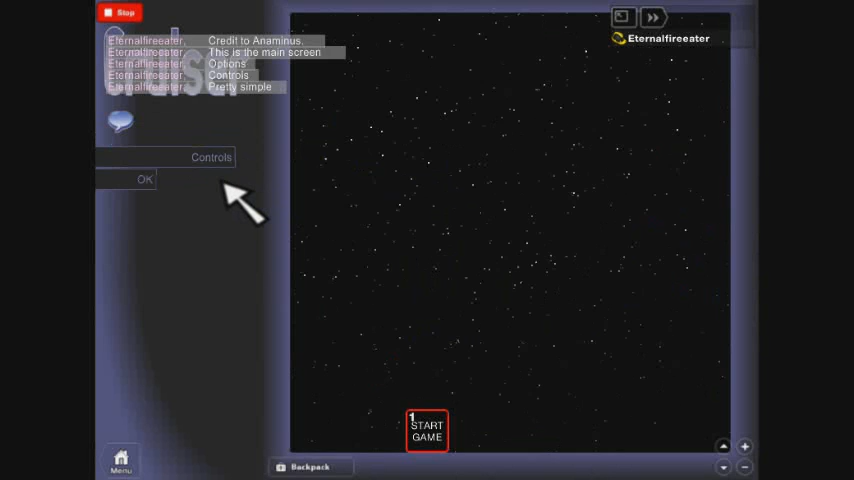 Stop
Eternalfireeater, Credit to Anaminus.
Eternalfireeater, This is the main screen
Eternalfireeater, Options
Eternalfireeater, Controls
Eternalfireeater, Pretty simple
Eternalfireeater
Controls
OK
1
START
GAME
Menu
Backpack